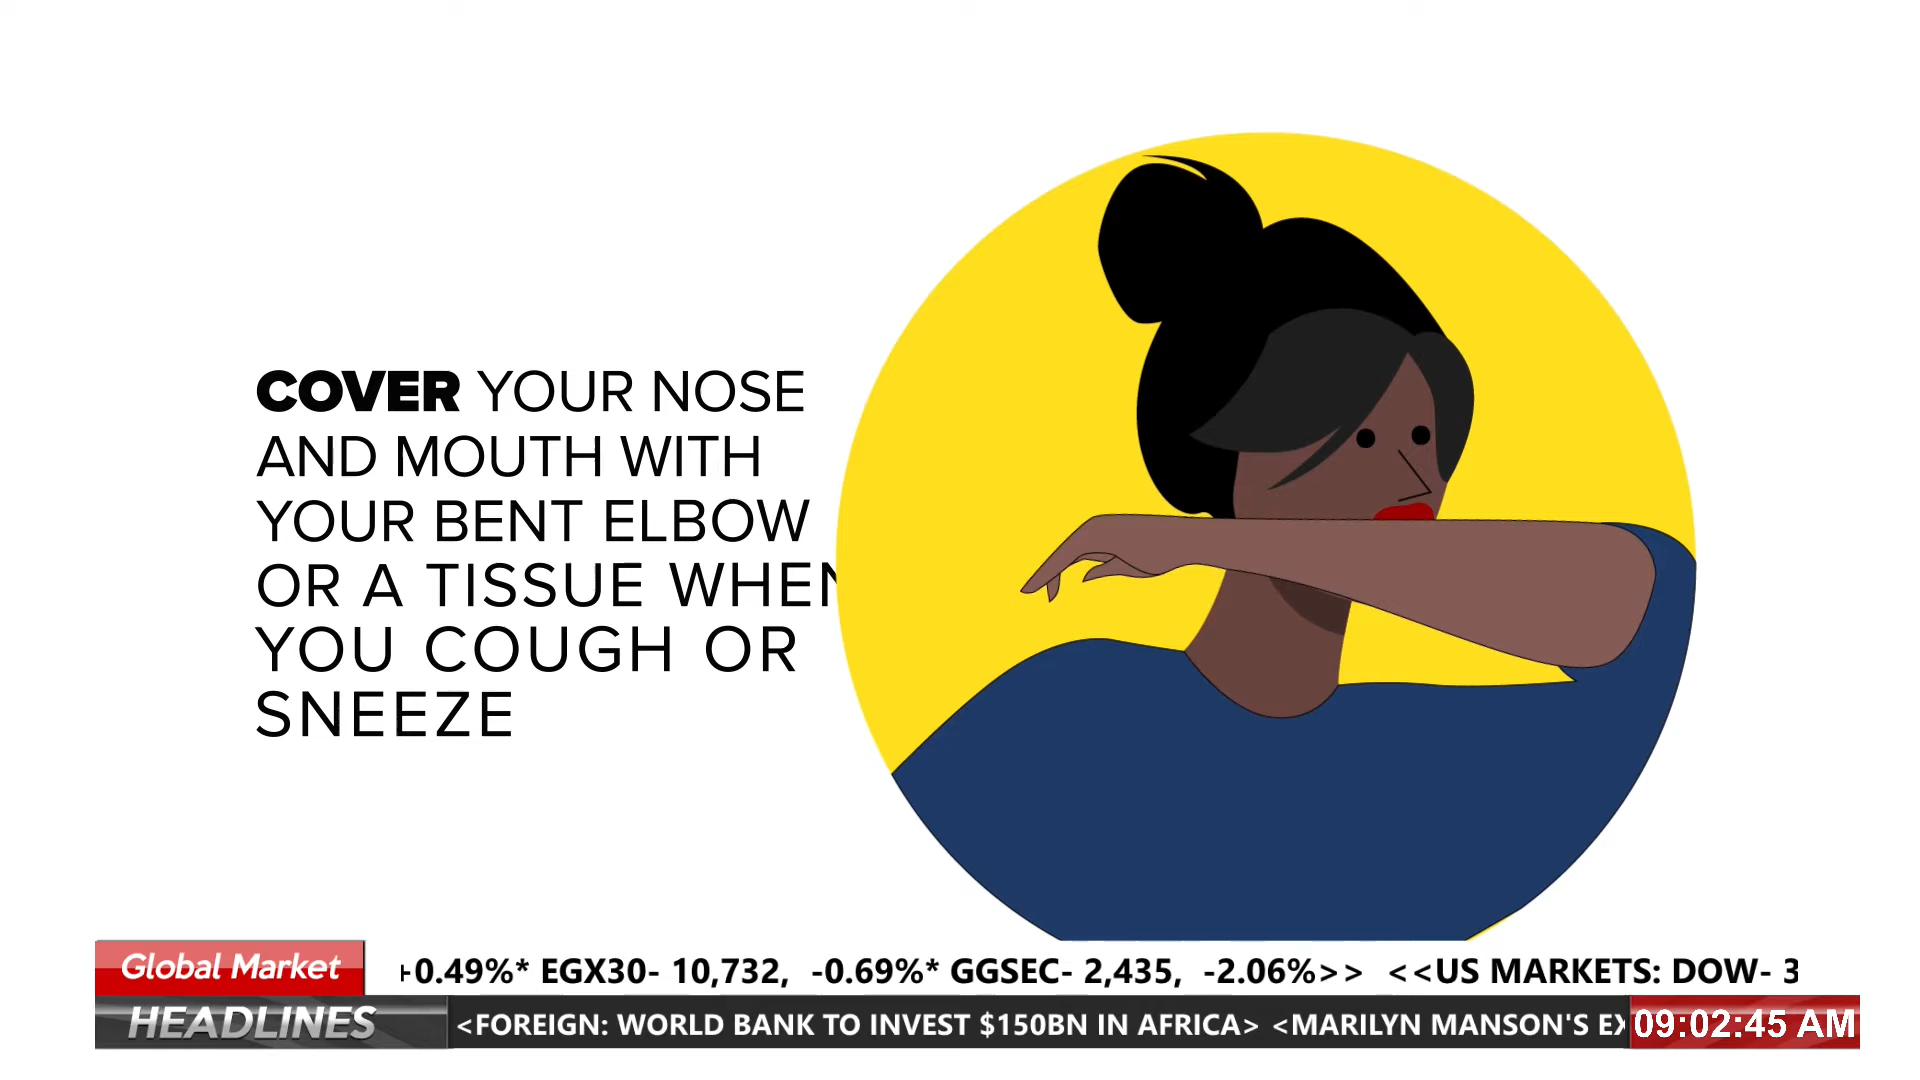 COVER YOUR NOSE
AND MOUTH WITH
YOUR BENT ELBOW
OR A TISSUE WHEN
YOU COUGH OR
SNEEZE
Global Market
+0.49%* EGX30- 10,732, -0.69%* GGSEC- 2,435, -2.06%>> <<US MARKETS: DOW- 3
HEADLINES
<FOREIGN: WORLD BANK TO INVEST $150BN IN AFRICA> <MARILYN MANSON'S EX
09:02:45 AM